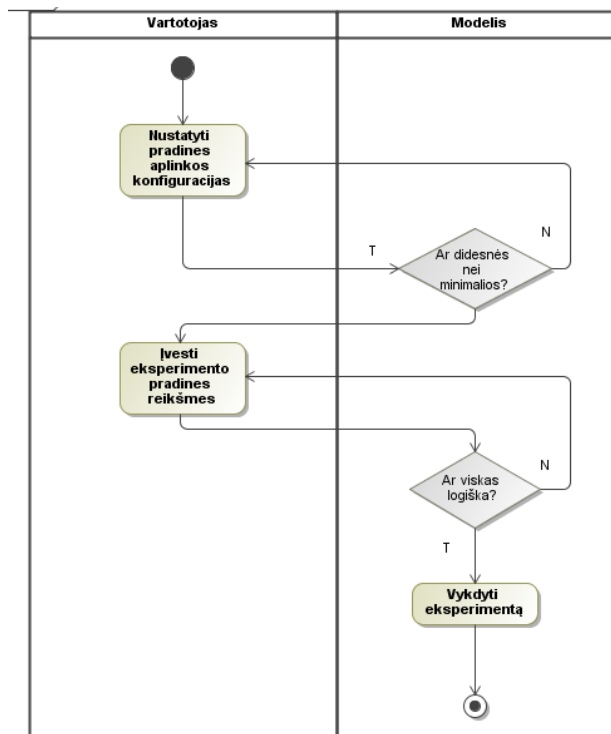 Vartotojas
Modelis
Nustatyti
pradines
aplinkos
konfiguracijas
T
N
Ar didesnės
nei
minimalios?
Įvesti
eksperimento
pradines
reikšmes
N
Ar viskas
logiška?
T
Vykdyti
eksperimentą